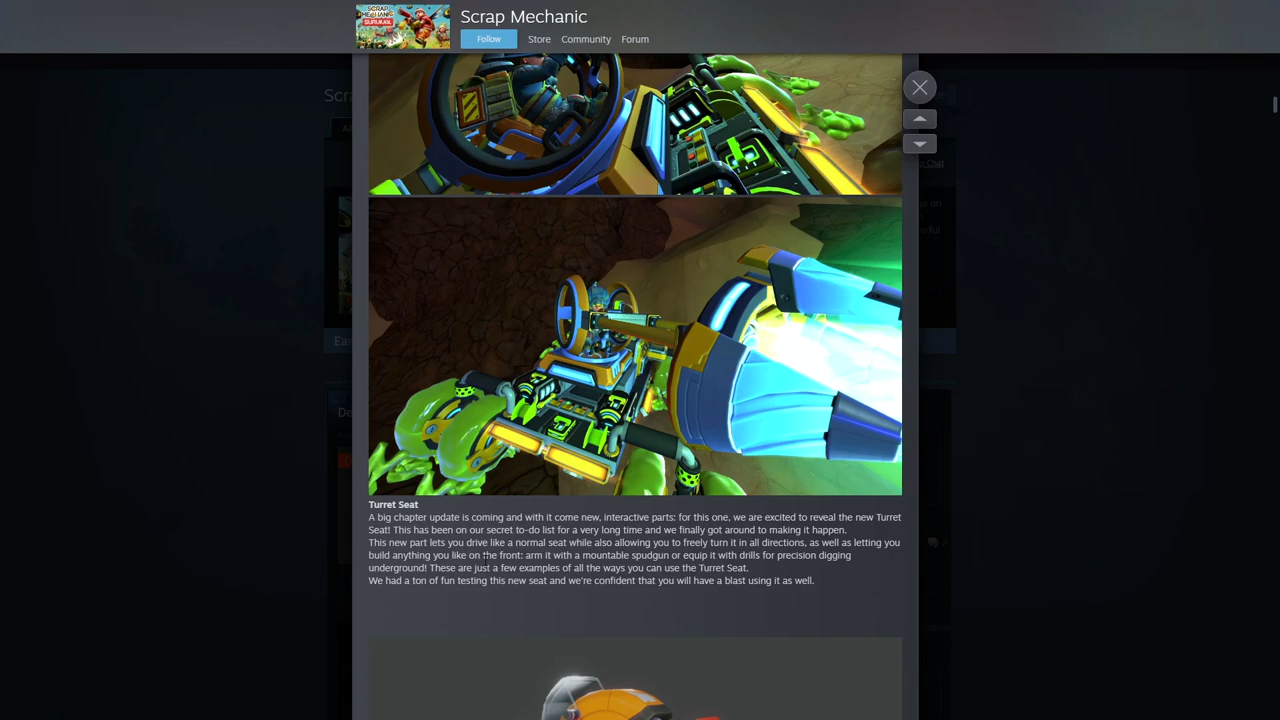 SCRAP
MECHANIC
SURVIVAL
Scrap Mechanic
Follow
Store
Community
Forum
Chat
Turret Seat
A big chapter update is coming and with it come new, interactive parts: for this one, we are excited to reveal the new Turret
Seat! This has been on our secret to-do list for a very long time and we finally got around to making it happen.
This new part lets you drive like a normal seat while also allowing you to freely turn it in all directions, as well as letting you
build anything you like on the front: arm it with a mountable spudgun or equip it with drills for precision digging
underground! These are just a few examples of all the ways you can use the Turret Seat.
We had a ton of fun testing this new seat and we're confident that you will have a blast using it as well.